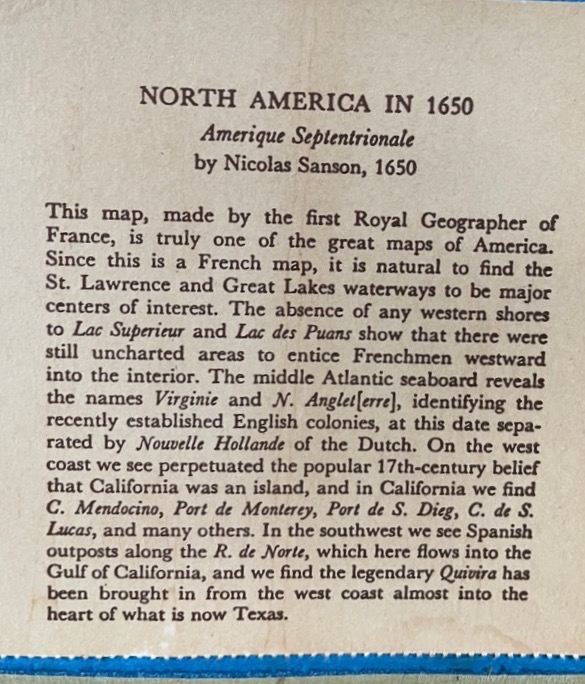 NORTH AMERICA IN 1650
Amerique Septentrionale
by Nicolas Sanson, 1650
This map, made by the first Royal Geographer of
France, is truly one of the great maps of America.
Since this is a French map, it is natural to find the
St. Lawrence and Great Lakes waterways to be major
centers of interest. The absence of any western shores
to Lac Superieur and Lac des Puans show that there were
still uncharted areas to entice Frenchmen westward
into the interior. The middle Atlantic seaboard reveals
the names Virginie and N. Anglet[erre], identifying the
recently established English colonies, at this date sepa-
rated by Nouvelle Hollande of the Dutch. On the west
coast we see perpetuated the popular 17th-century belief
that California was an island, and in California we find
C. Mendocino, Port de Monterey, Port de S. Dieg, C. de S.
Lucas, and many others. In the southwest we see Spanish
outposts along the R. de Norte, which here flows into the
Gulf of California, and we find the legendary Quivira has
been brought in from the west coast almost into the
heart of what is now Texas.